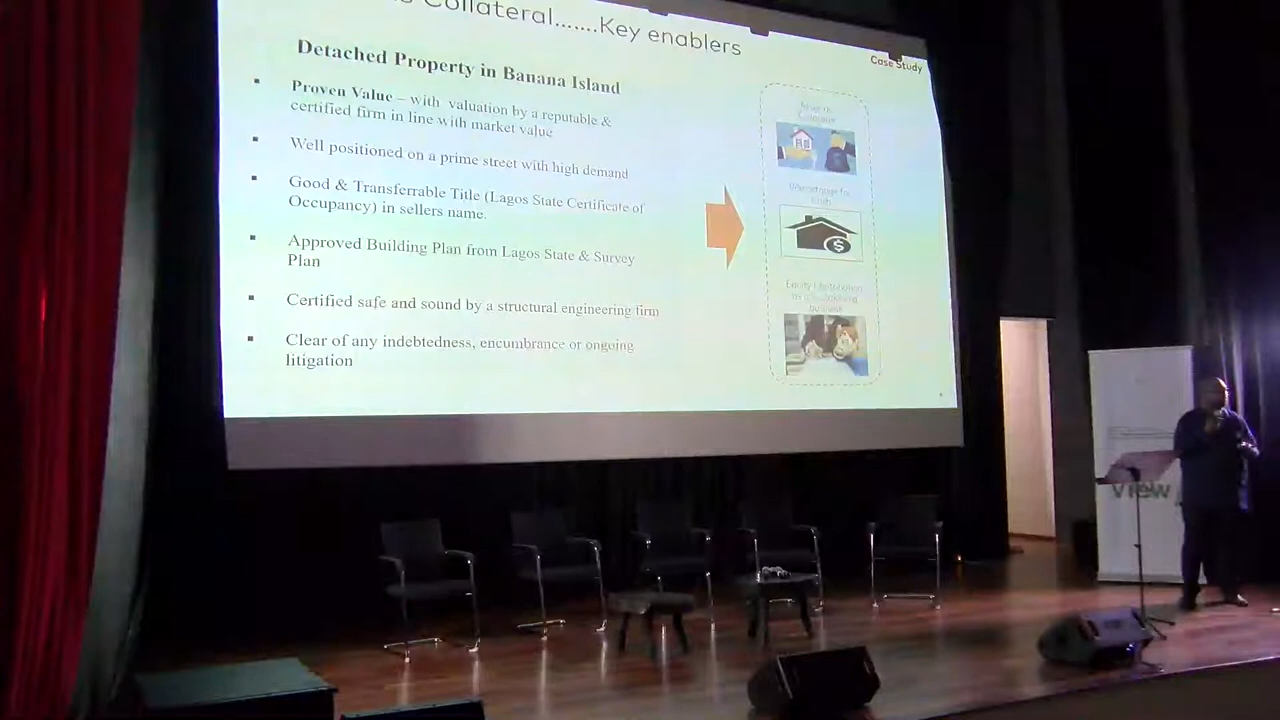 Collateral.......Key enablers
Case Study
Detached Property in Banana Island
▪ Proven Value – with valuation by a reputable &
certified firm in line with market value
▪ Well positioned on a prime street with high demand
▪ Good & Transferrable Title (Lagos State Certificate of
Occupancy) in sellers name.
▪ Approved Building Plan from Lagos State & Survey
Plan
▪ Certified safe and sound by a structural engineering firm
▪ Clear of any indebtedness, encumbrance or ongoing
litigation
Equity Contribution
view